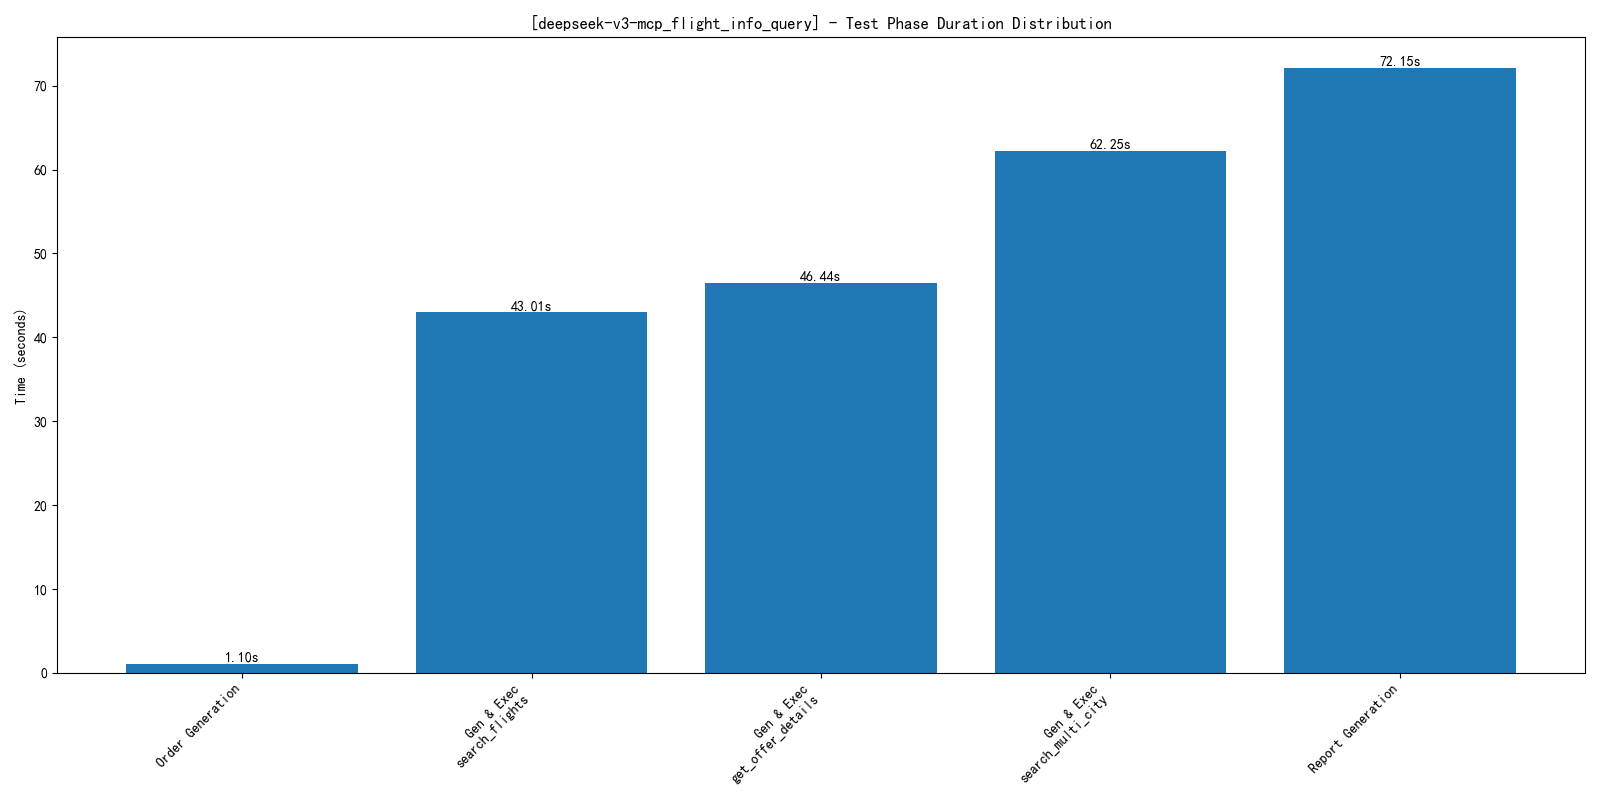 [deepseek-v3-mcp_flight_info_query] - Test Phase Duration Distribution
Time (seconds)
70
60
50
40
30
20
10
0
1.10s
43.01s
46.44s
62.25s
72.15s
Order Generation
Gen & Exec
search_flights
Gen & Exec
get_offer_details
Gen & Exec
search_multi_city
Report Generation